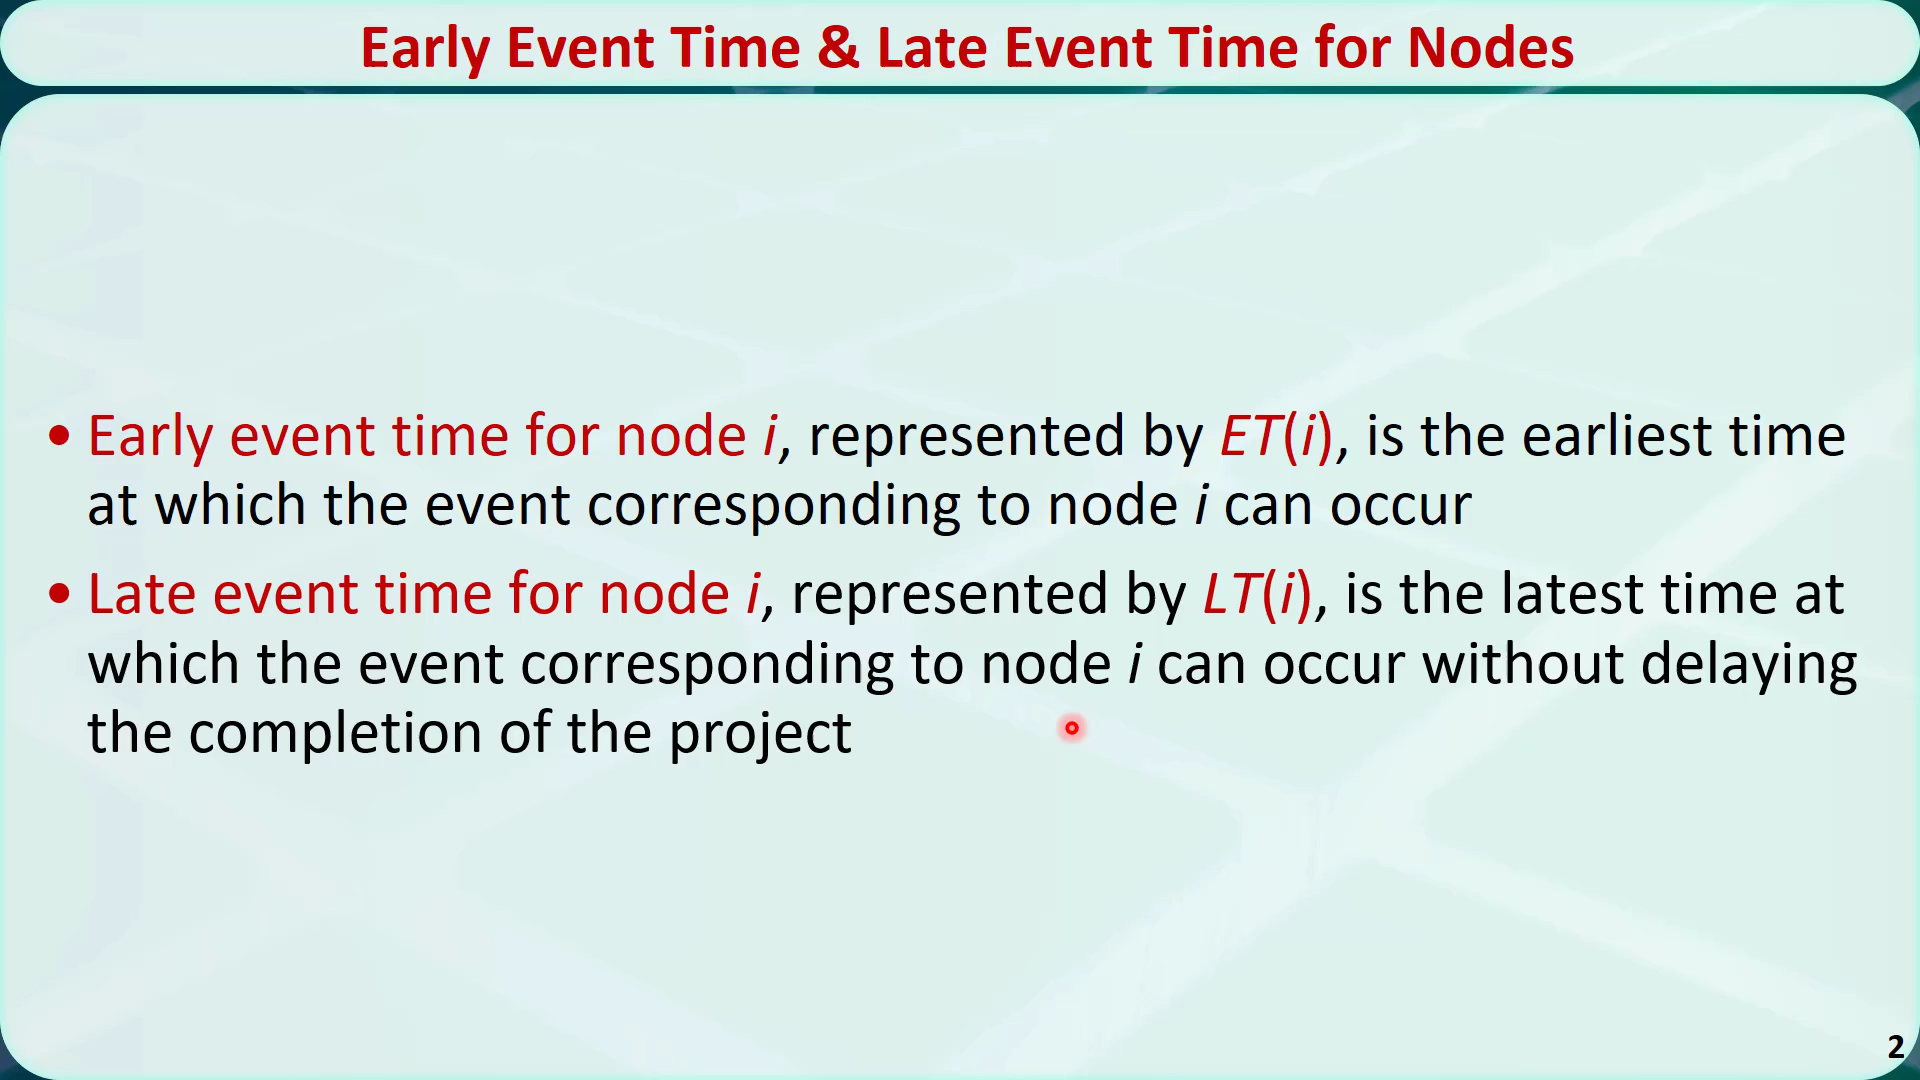 Early Event Time & Late Event Time for Nodes
• Early event time for node i, represented by ET(i), is the earliest time
at which the event corresponding to node i can occur
• Late event time for node i, represented by LT(i), is the latest time at
which the event corresponding to node i can occur without delaying
the completion of the project
2